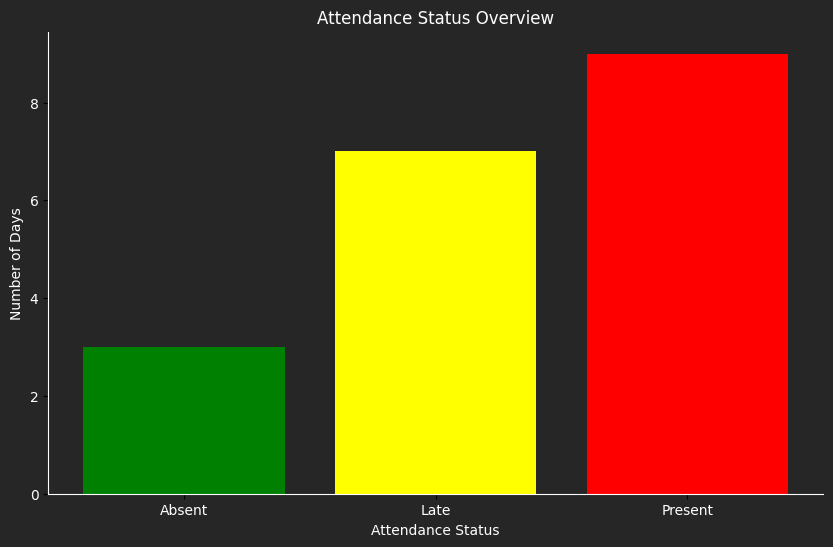 Attendance Status Overview
Number of Days
8
6
4
2
0
Absent Late Present
Attendance Status